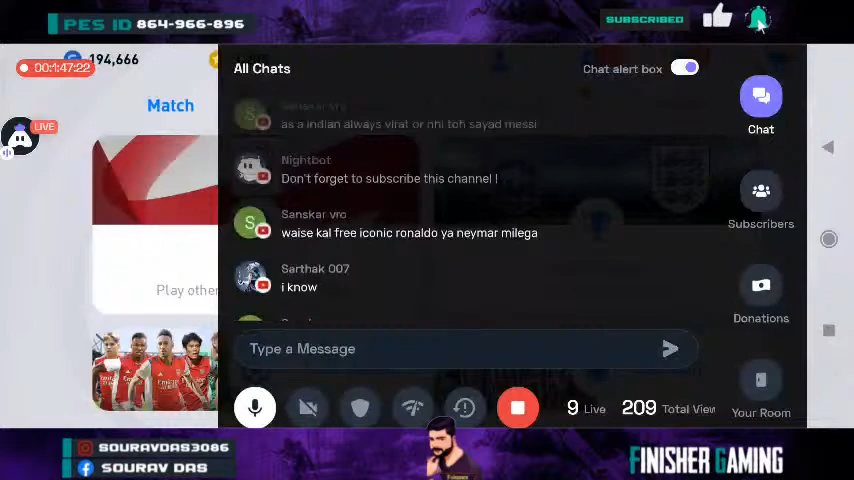 PES ID 864-966-896
SUBSCRIBED
194,666
00:1:47:22
LIVE
Match
Play other
All Chats
Chat alert box
Sanskar vro
as a indian always virat or nhi toh sayad messi
Nightbot
Don't forget to subscribe this channel !
Sanskar vro
waise kal free iconic ronaldo ya neymar milega
Sarthak 007
i know
Type a Message
9 Live
209 Total View
Chat
Subscribers
Donations
Your Room
SOURAVDAS3086
SOURAV DAS
FINISHER GAMING